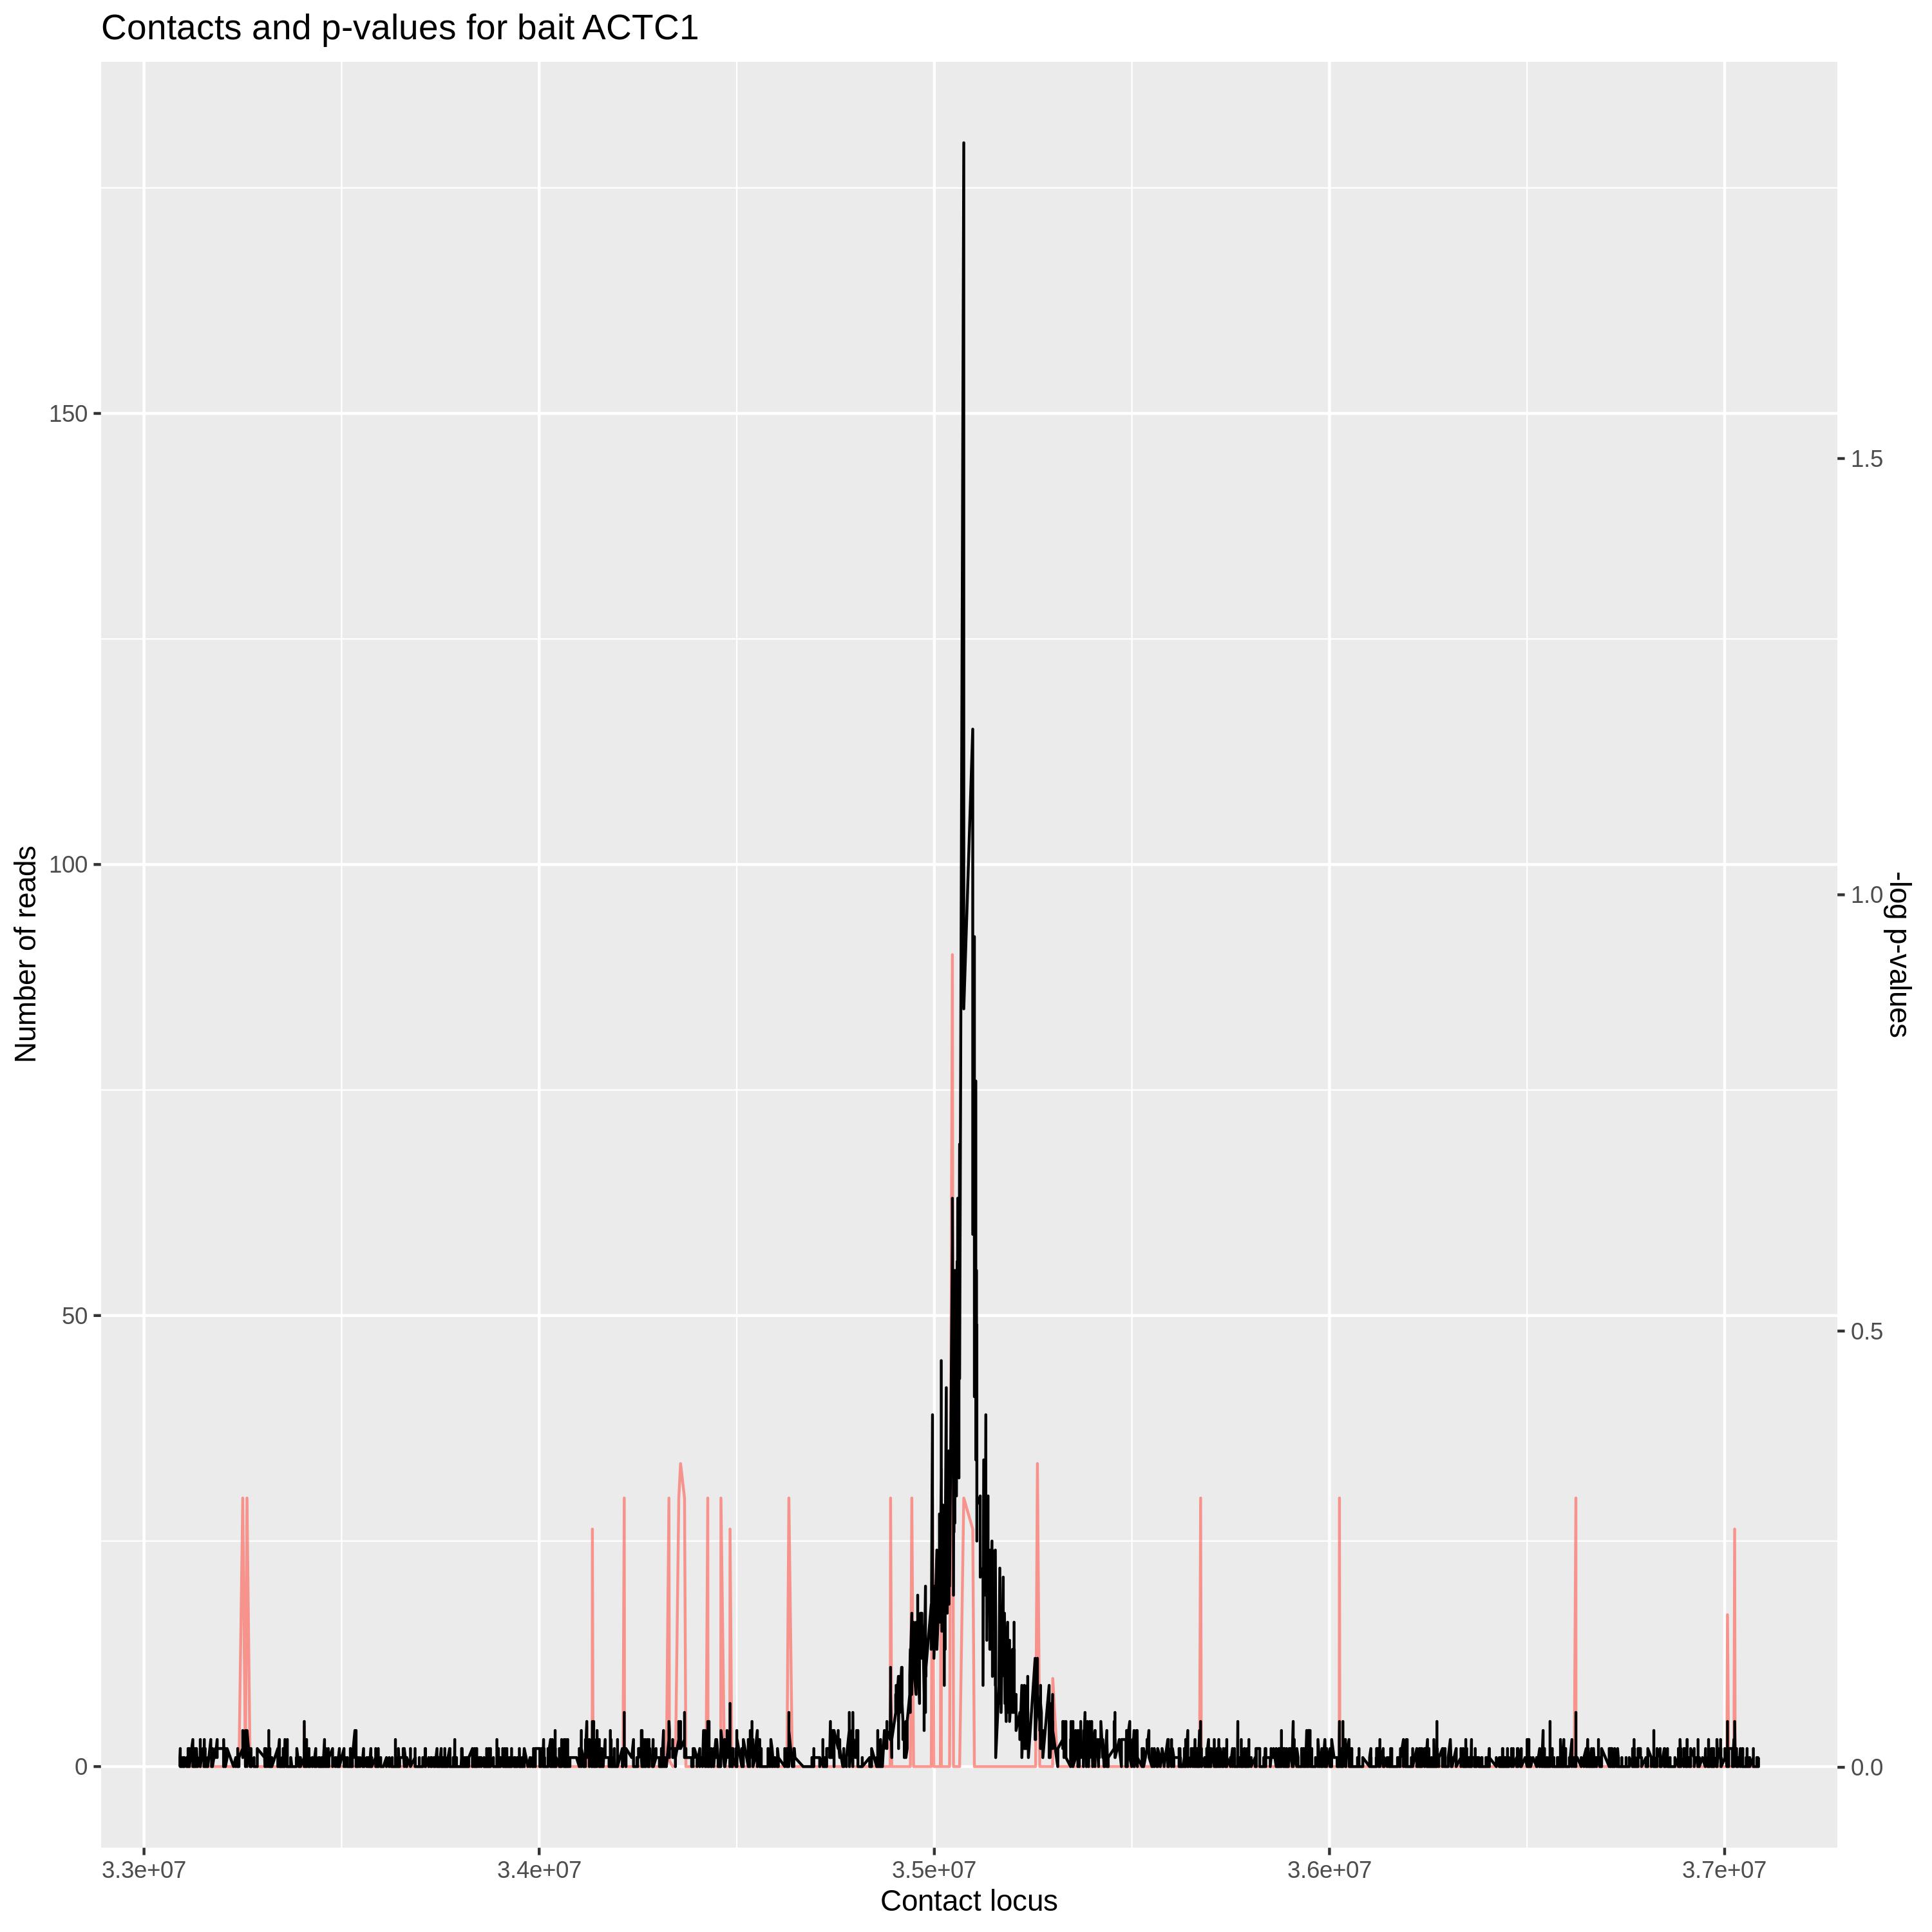 Contacts and p-values for bait ACTC1
Number of reads
150
100
50
0
1.5
1.0
0.5
0.0
-log p-values
3.3e+07 3.4e+07 3.5e+07 3.6e+07 3.7e+07
Contact locus